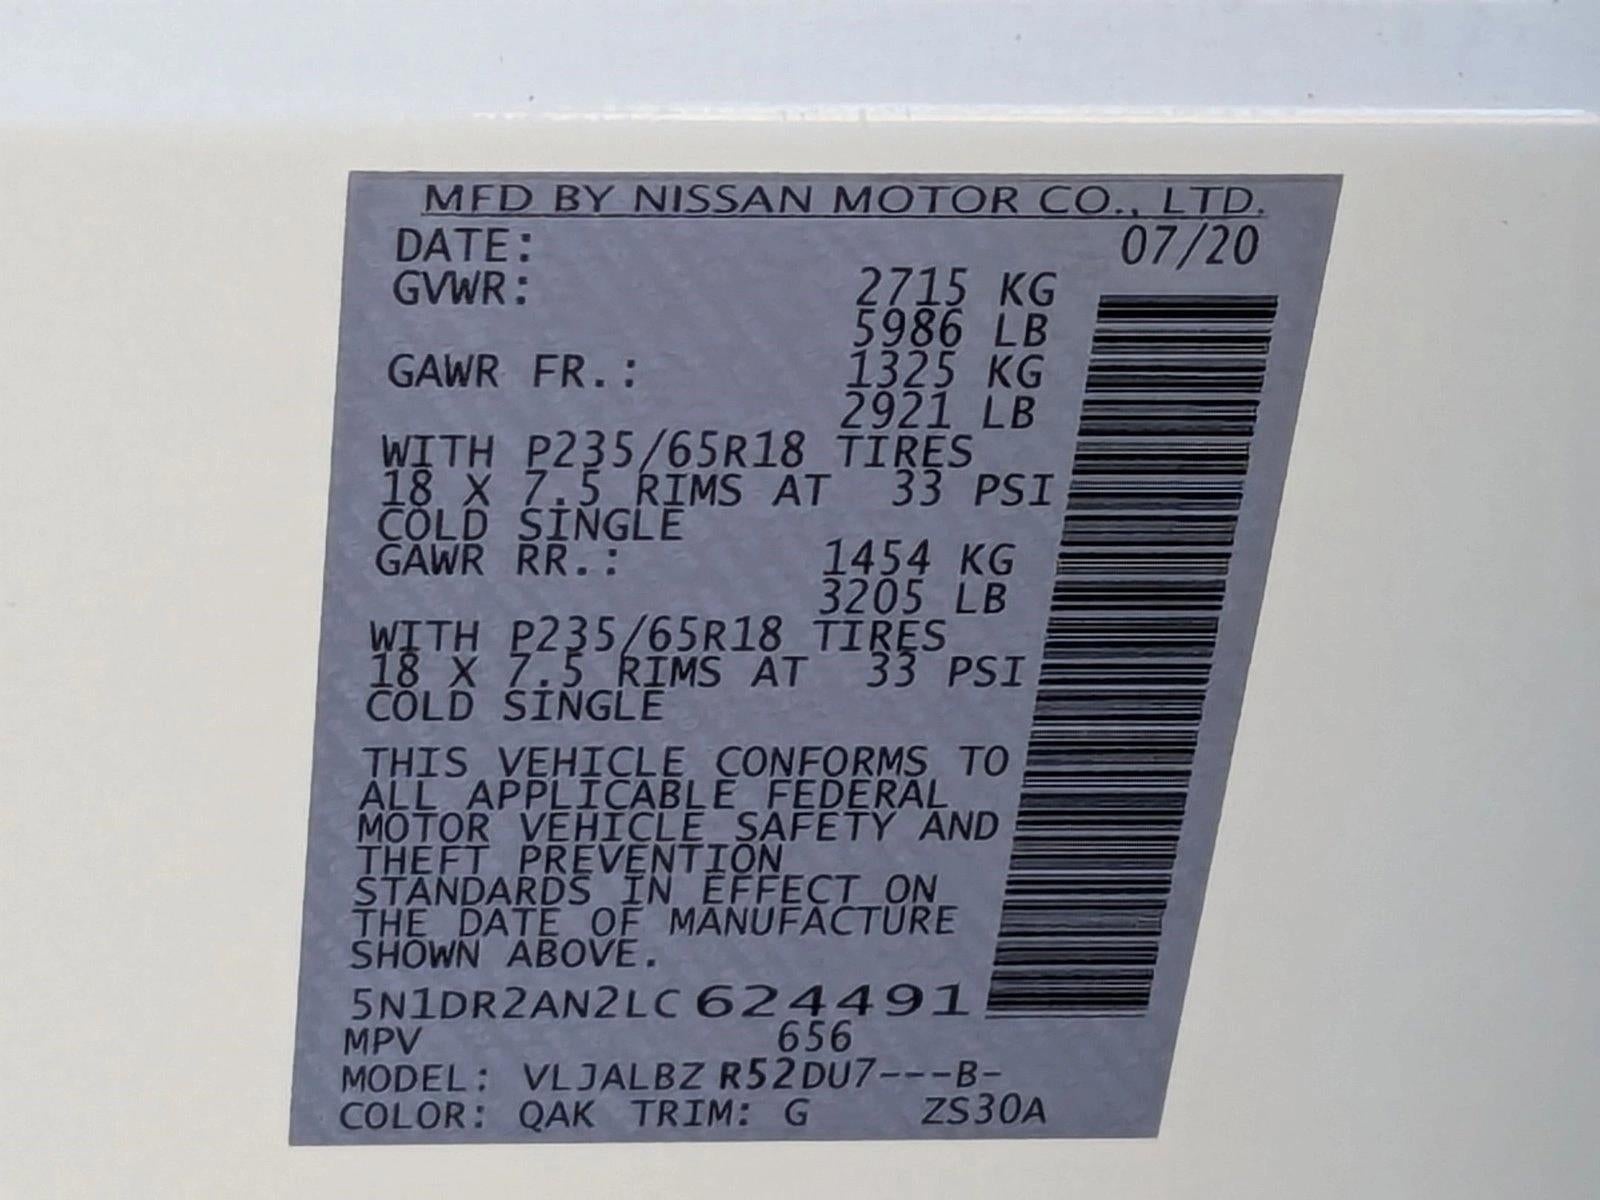 MFD BY NISSAN MOTOR CO., LTD.
DATE: 07/20
GVWR: 2715 KG
5986 LB
GAWR FR.: 1325 KG
2921 LB
WITH P235/65R18 TIRES
18 X 7.5 RIMS AT 33 PSI
COLD SINGLE
GAWR RR.: 1454 KG
3205 LB
WITH P235/65R18 TIRES
18 X 7.5 RIMS AT 33 PSI
COLD SINGLE
THIS VEHICLE CONFORMS TO
ALL APPLICABLE FEDERAL
MOTOR VEHICLE SAFETY AND
THEFT PREVENTION
STANDARDS IN EFFECT ON
THE DATE OF MANUFACTURE
SHOWN ABOVE.
5N1DR2AN2LC624491
MPV 656
MODEL: VLJALBZ R52DU7---B-
COLOR: QAK TRIM: G ZS30A